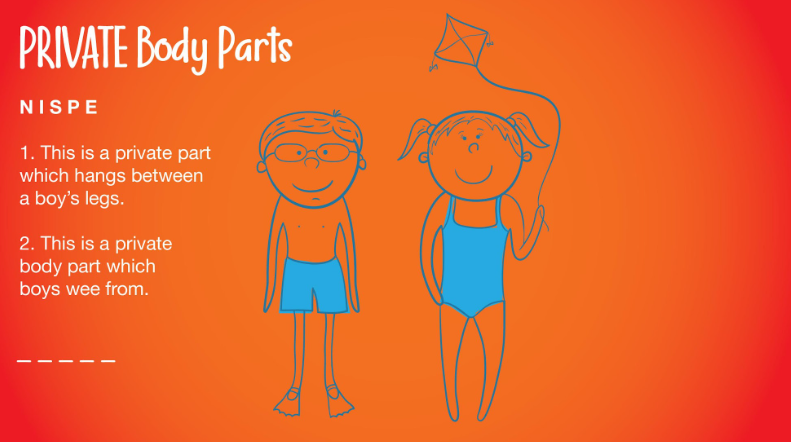 PRIVATE Body Parts
NISPE
1. This is a private part
which hangs between
a boy's legs.
2. This is a private
body part which
boys wee from.
_ _ _ _ _